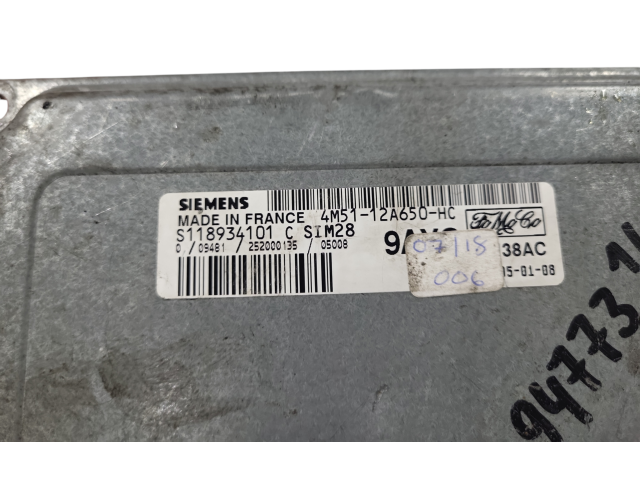 SIEMENS
MADE IN FRANCE 4M51-12A650-HC
FoMoCo
S118934101 C SIM28
0./09481 / 252000135 / 05008
38AC
07/18
006
05-01-08
94773